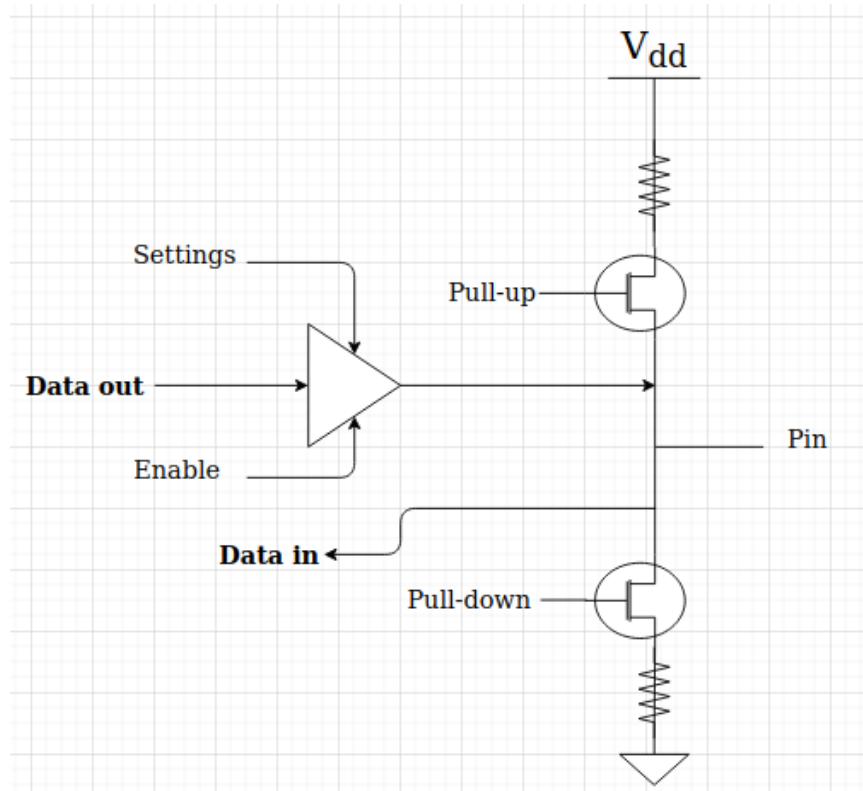 Vdd
Settings
Pull-up
Data out
Pin
Enable
Data in
Pull-down